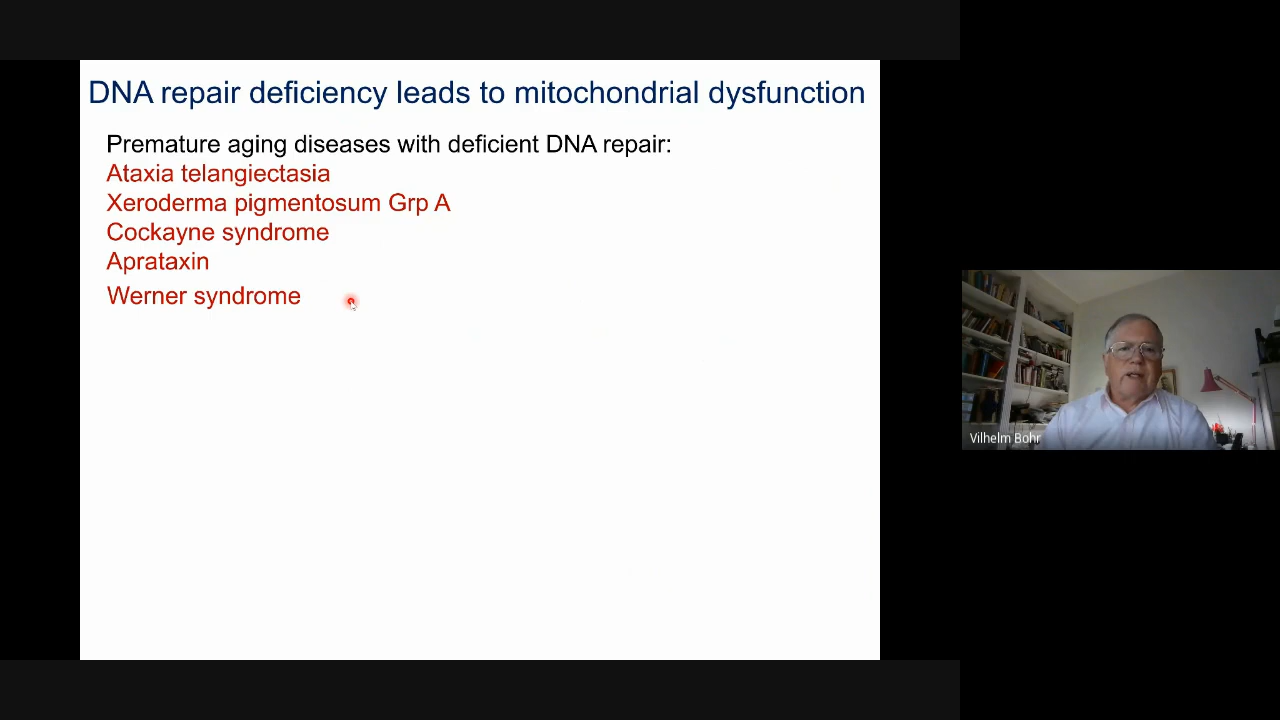 DNA repair deficiency leads to mitochondrial dysfunction
Premature aging diseases with deficient DNA repair:
Ataxia telangiectasia
Xeroderma pigmentosum Grp A
Cockayne syndrome
Aprataxin
Werner syndrome
Vilhelm Bohr